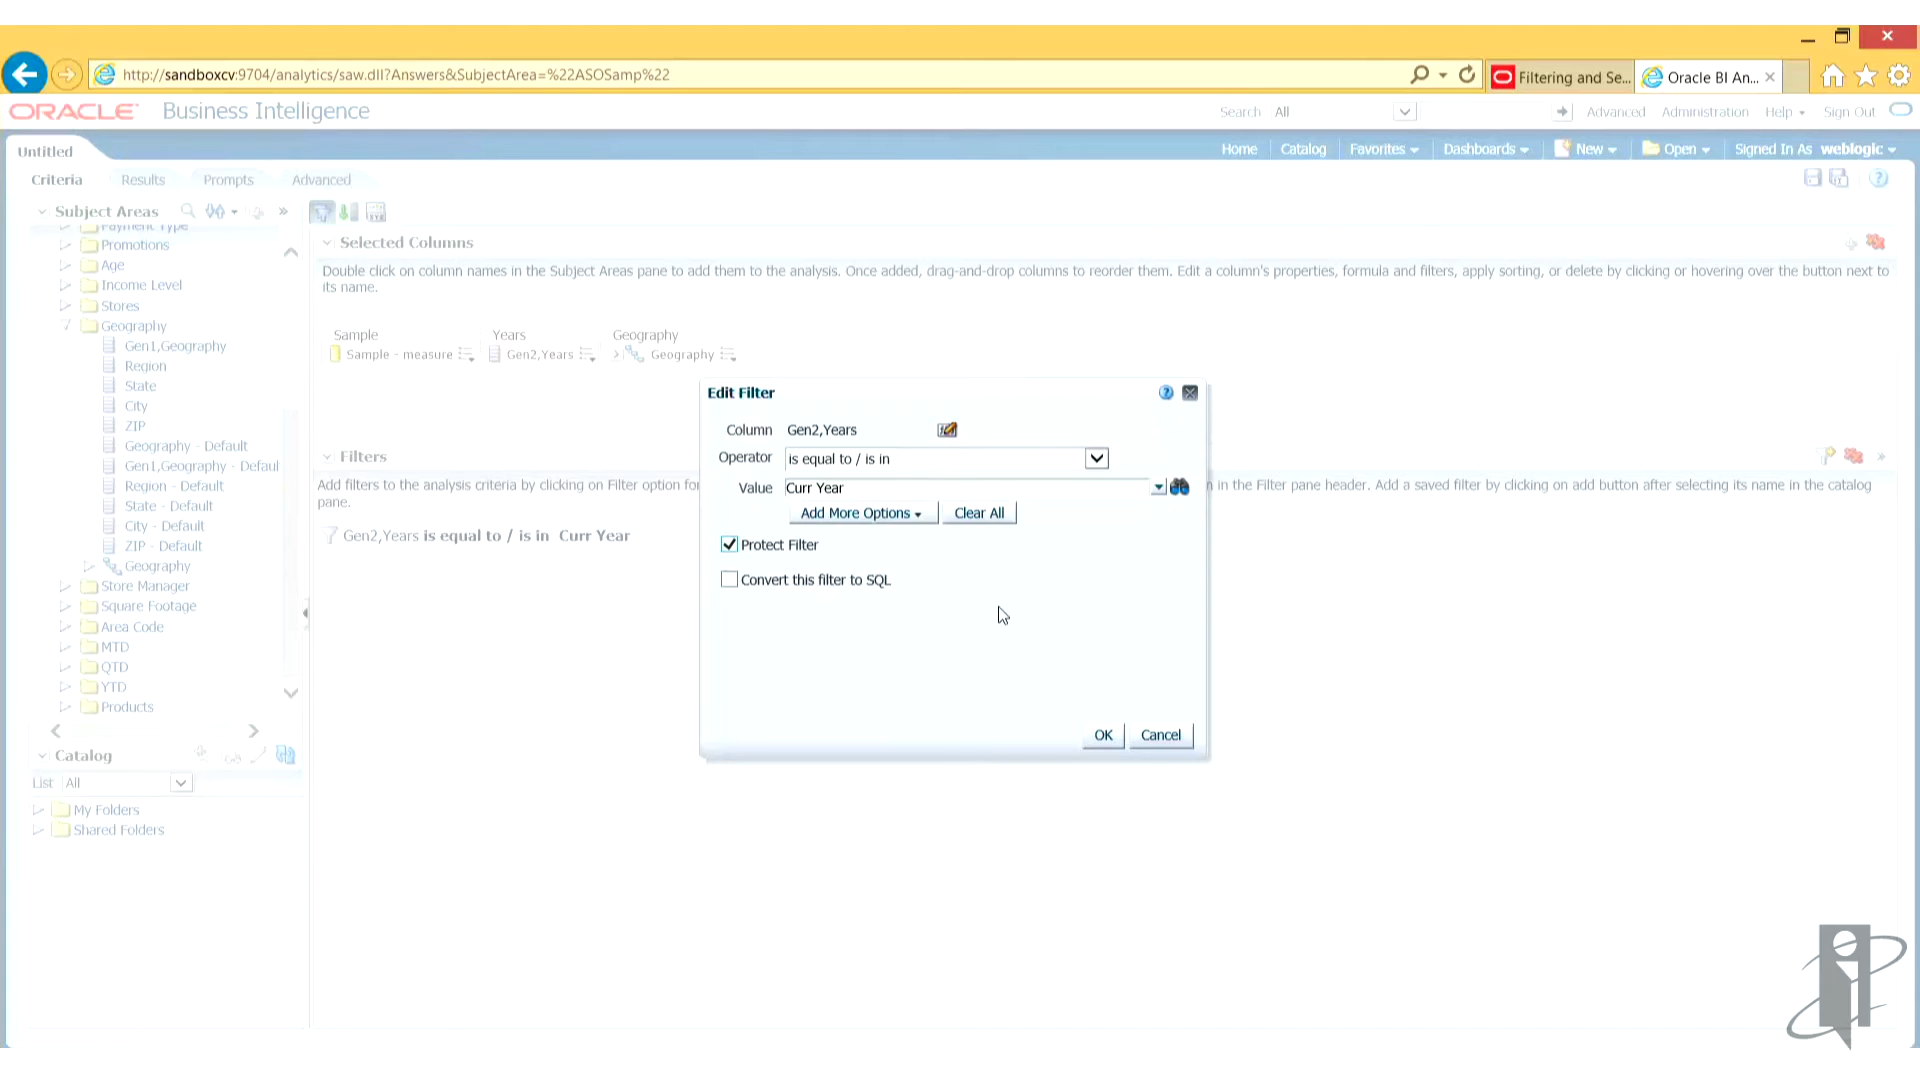 http://sandboxcv:9704/analytics/saw.dll?Answers&SubjectArea=%22ASOSamp%22
Filtering and Se...
Oracle BI An...
ORACLE Business Intelligence
Search All
Advanced Administration Help Sign Out
Untitled
Home Catalog Favorites Dashboards New Open Signed In As weblogic
Criteria Results Prompts Advanced
Subject Areas
Payment Type
Promotions
Age
Income Level
Stores
Geography
Gen1,Geography
Region
State
City
ZIP
Geography - Default
Gen1,Geography - Defaul
Region - Default
State - Default
City - Default
ZIP - Default
Geography
Store Manager
Square Footage
Area Code
MTD
QTD
YTD
Products
Catalog
List All
My Folders
Shared Folders
Selected Columns
Double click on column names in the Subject Areas pane to add them to the analysis. Once added, drag-and-drop columns to reorder them. Edit a column's properties, formula and filters, apply sorting, or delete by clicking or hovering over the button next to
its name.
Sample Years Geography
Sample - measure Gen2,Years Geography
Filters
Add filters to the analysis criteria by clicking on Filter option for
n in the Filter pane header. Add a saved filter by clicking on add button after selecting its name in the catalog
pane.
Gen2,Years is equal to / is in Curr Year
Edit Filter
Column Gen2,Years
Operator is equal to / is in
Value Curr Year
Add More Options Clear All
Protect Filter
Convert this filter to SQL
OK Cancel